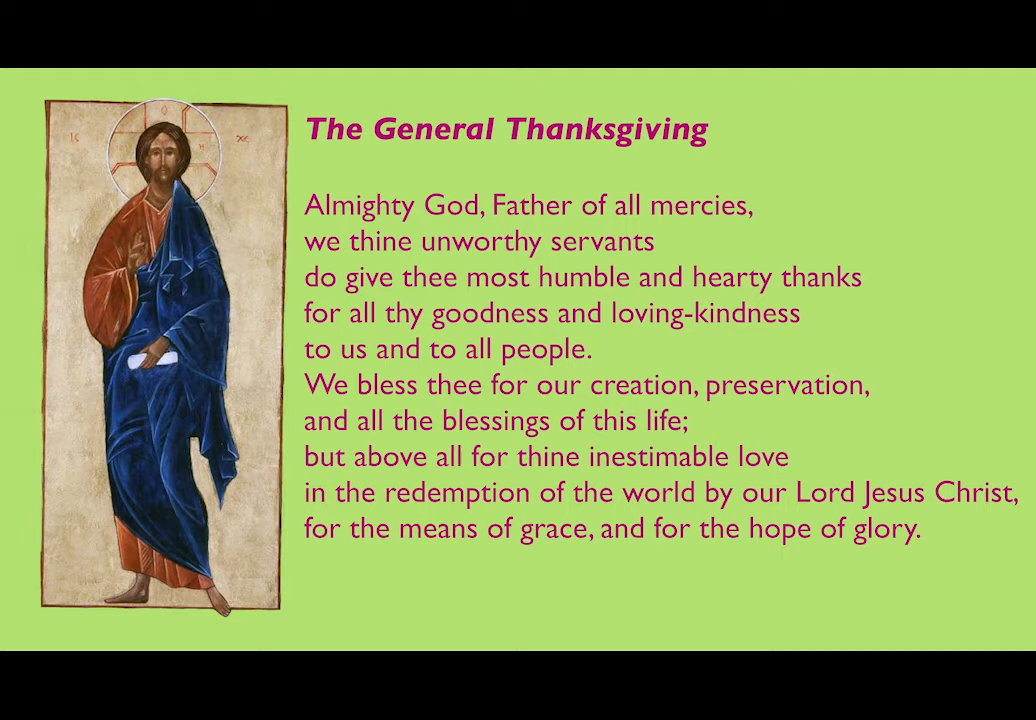 The General Thanksgiving
Almighty God, Father of all mercies,
we thine unworthy servants
do give thee most humble and hearty thanks
for all thy goodness and loving-kindness
to us and to all people.
We bless thee for our creation, preservation,
and all the blessings of this life;
but above all for thine inestimable love
in the redemption of the world by our Lord Jesus Christ,
for the means of grace, and for the hope of glory.